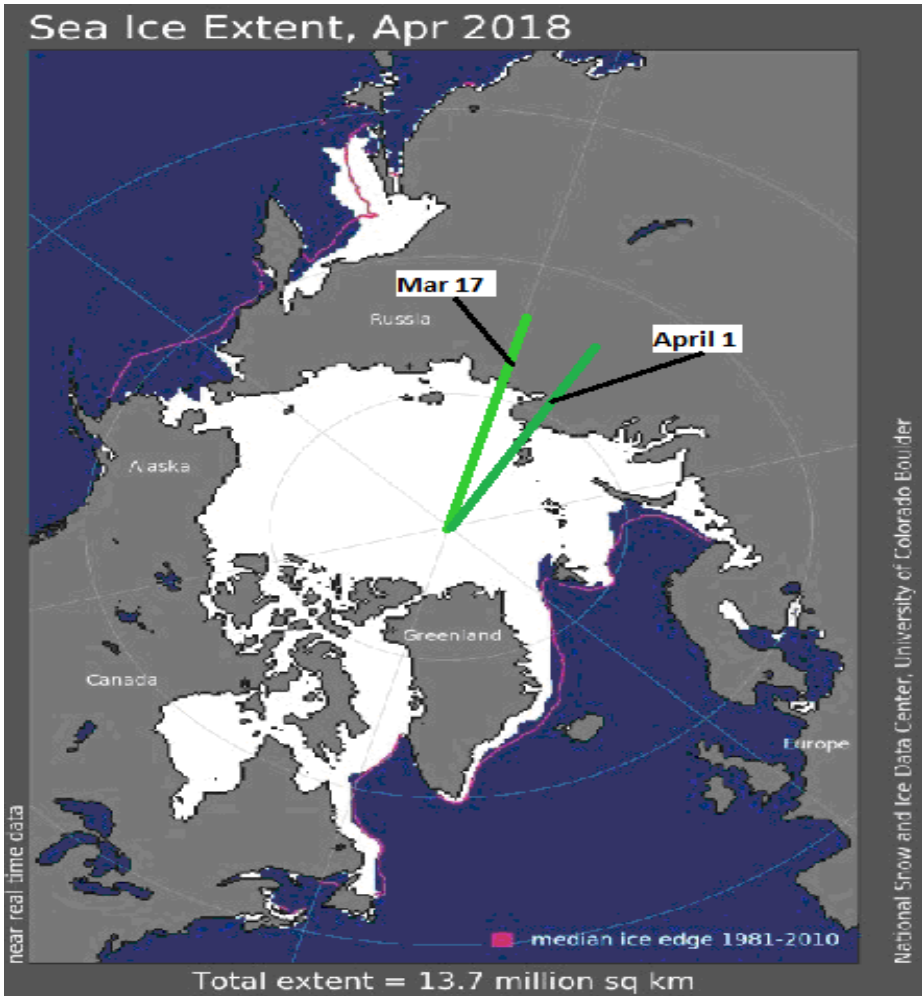 Sea Ice Extent, Apr 2018
Mar 17
Russia
April 1
Alaska
Greenland
Canada
Europe
near real time data
National Snow and Ice Data Center, University of Colorado Boulder
median ice edge 1981-2010
Total extent = 13.7 million sq km